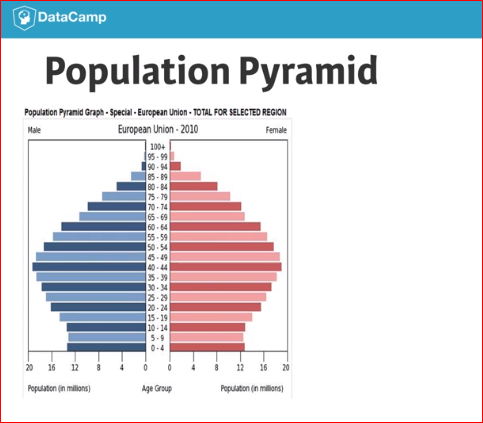 DataCamp
Population Pyramid
Population Pyramid Graph - Special - European Union - TOTAL FOR SELECTED REGION
Male European Union - 2010 Female
100+
95 - 99
90 - 94
85 - 89
80 - 84
75 - 79
70 - 74
65 - 69
60 - 64
55 - 59
50 - 54
45 - 49
40 - 44
35 - 39
30 - 34
25 - 29
20 - 24
15 - 19
10 - 14
5 - 9
0 - 4
20 16 12 8 4 0 0 4 8 12 16 20
Population (in millions) Age Group Population (in millions)